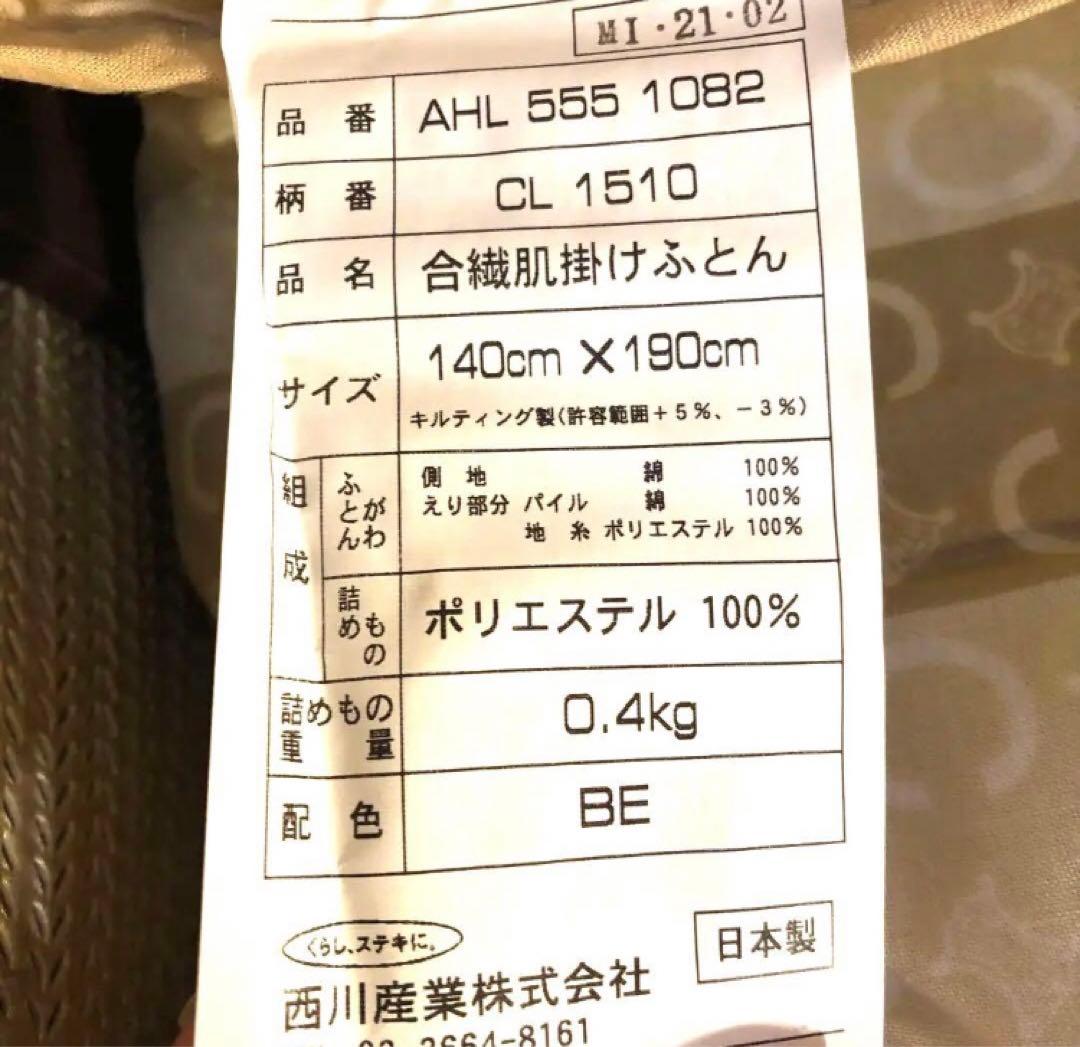 MI・21・02
品番 AHL 555 1082
柄番 CL 1510
品名 合繊肌掛けふとん
サイズ 140cm×190cm
キルティング製(許容範囲+5%、-3%)
組成 ふとんがわ 側地 綿 100%
えり部分 パイル 綿 100%
地糸 ポリエステル 100%
詰めもの ポリエステル 100%
詰めもの重量 0.4kg
配色 BE
くらし、ステキに。
日本製
西川産業株式会社
03-3664-8161